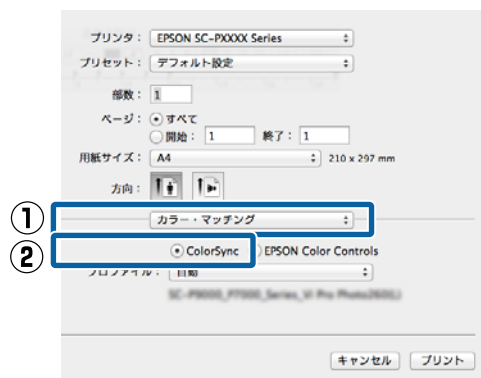 プリンタ： EPSON SC-PXXXX Series
プリセット： デフォルト設定
部数： 1
ページ： すべて
開始： 1 終了： 1
用紙サイズ： A4 210 x 297 mm
方向：
① カラー・マッチング
② ColorSync EPSON Color Controls
プロファイル： 自動
SC-P9000_P7000_Series_
キャンセル プリント